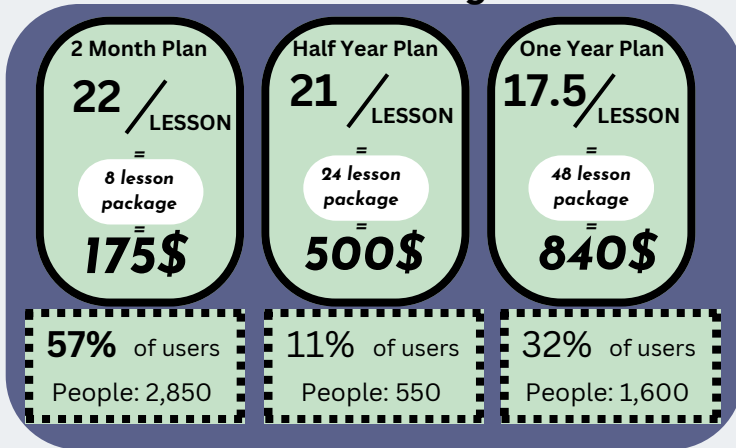 2 Month Plan
22 / LESSON
=
8 lesson
package
=
175$
57% of users
People: 2,850
Half Year Plan
21 / LESSON
=
24 lesson
package
=
500$
11% of users
People: 550
One Year Plan
17.5/ LESSON
=
48 lesson
package
=
840$
32% of users
People: 1,600